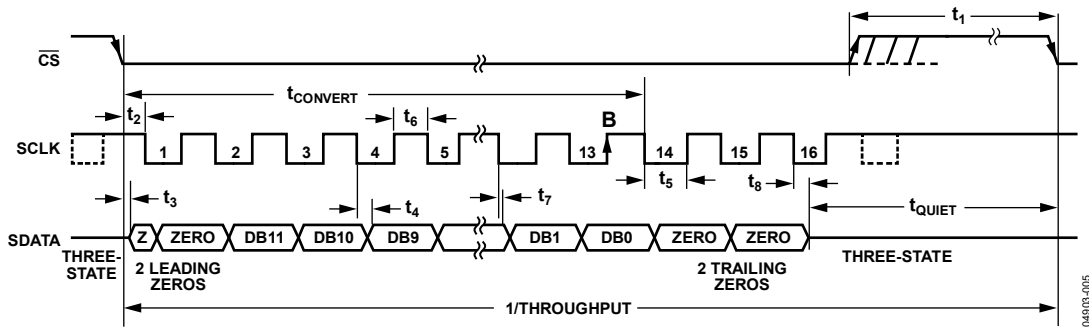 t1
CS
tCONVERT
t2
t6
B
SCLK
1
2
3
4
5
13
14
15
16
t5
t8
t3
t4
t7
tQUIET
SDATA
Z
ZERO
DB11
DB10
DB9
DB1
DB0
ZERO
ZERO
THREE-
STATE
2 LEADING
ZEROS
2 TRAILING
ZEROS
THREE-STATE
1/THROUGHPUT
04903-005